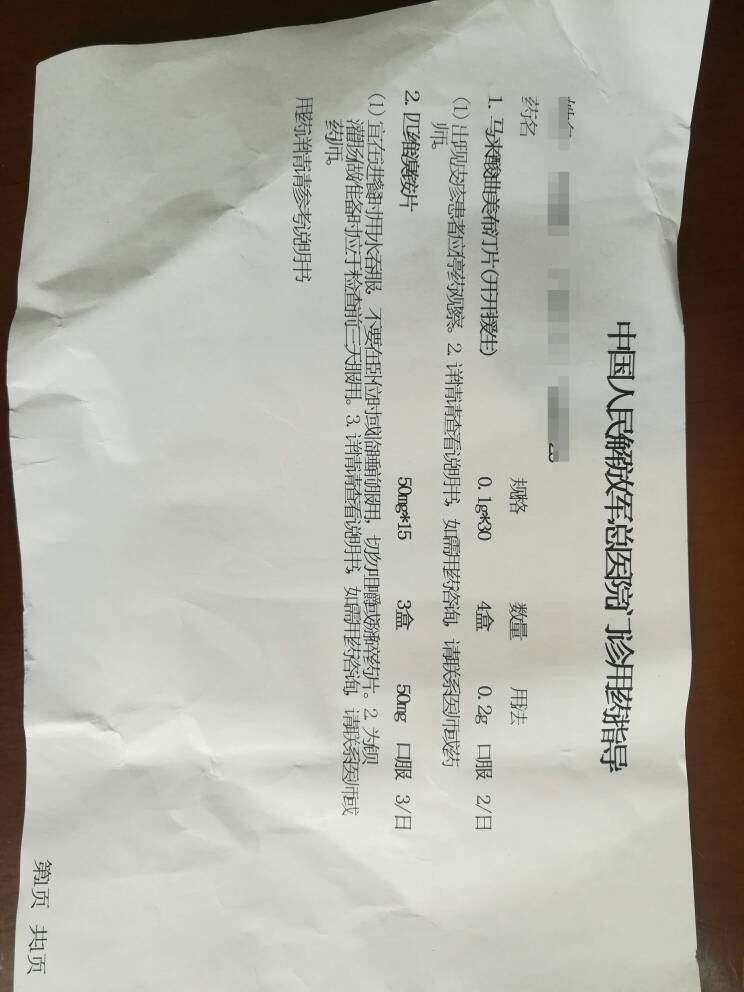 中国人民解放军总医院门诊用药指导
药名 规格 数量 用法
1. 马来酸曲美布汀片(开开援生) 0.1g*30 4盒 0.2g 口服 2/日
(1) 出现皮疹患者应停药观察。2. 详情请查看说明书, 如需用药咨询, 请联系医师或药
师。
2. 匹维溴铵片 50mg*15 3盒 50mg 口服 3/日
(1) 宜在进餐时用水吞服, 不要在卧位时或临睡前服用, 切勿咀嚼或掰碎药片。2. 为钡
灌肠做准备时应于检查前三天服用。3. 详情请查看说明书, 如需用药咨询, 请联系医师或
药师。
用药详情请参考说明书
第1页 共1页